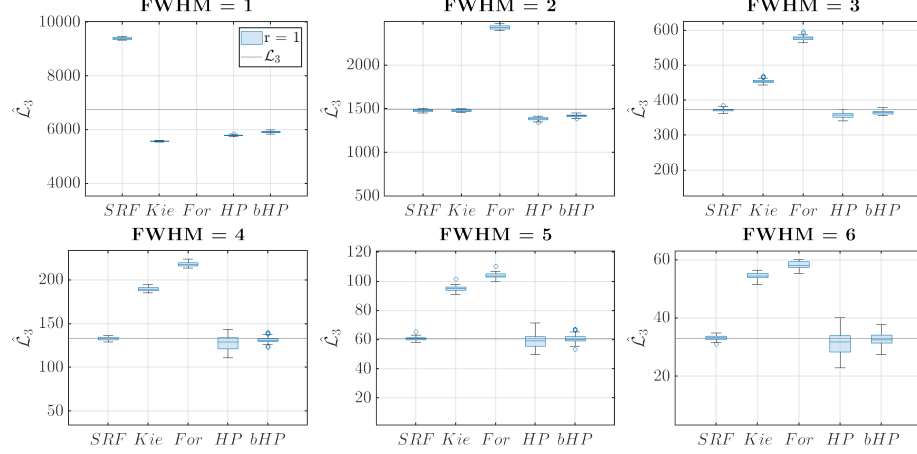 FWHM = 1
10000
8000
6000
4000
L̂₃
r = 1
L₃
SRF Kie For HP bHP
FWHM = 2
2500
2000
1500
1000
500
L̂₃
SRF Kie For HP bHP
FWHM = 3
600
500
400
300
200
L̂₃
SRF Kie For HP bHP
FWHM = 4
200
150
100
50
L̂₃
SRF Kie For HP bHP
FWHM = 5
120
100
80
60
40
20
L̂₃
SRF Kie For HP bHP
FWHM = 6
60
40
20
L̂₃
SRF Kie For HP bHP